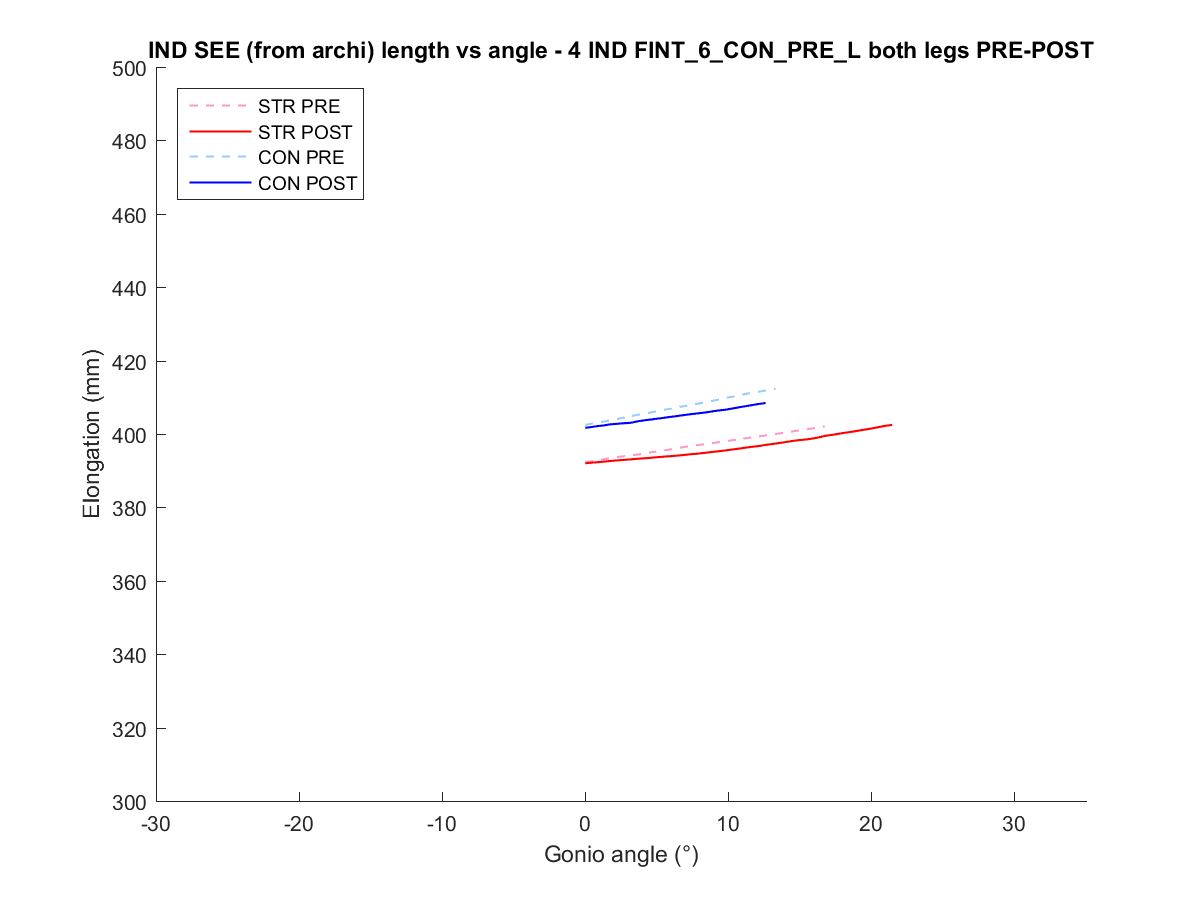 IND SEE (from archi) length vs angle - 4 IND FINT_6_CON_PRE_L both legs PRE-POST
500
480
460
440
420
400
380
360
340
320
300
Elongation (mm)
STR PRE
STR POST
CON PRE
CON POST
-30
-20
-10
0
10
20
30
Gonio angle (°)